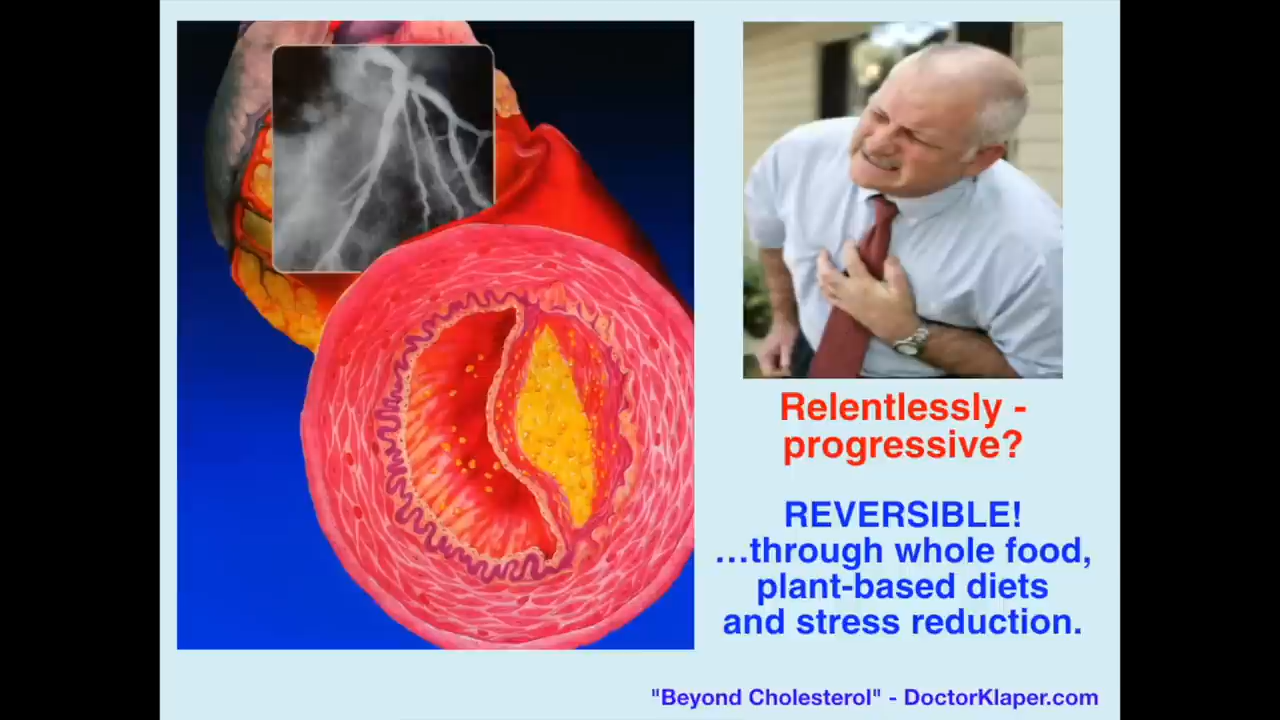 Relentlessly -
progressive?
REVERSIBLE!
...through whole food,
plant-based diets
and stress reduction.
"Beyond Cholesterol" - DoctorKlaper.com